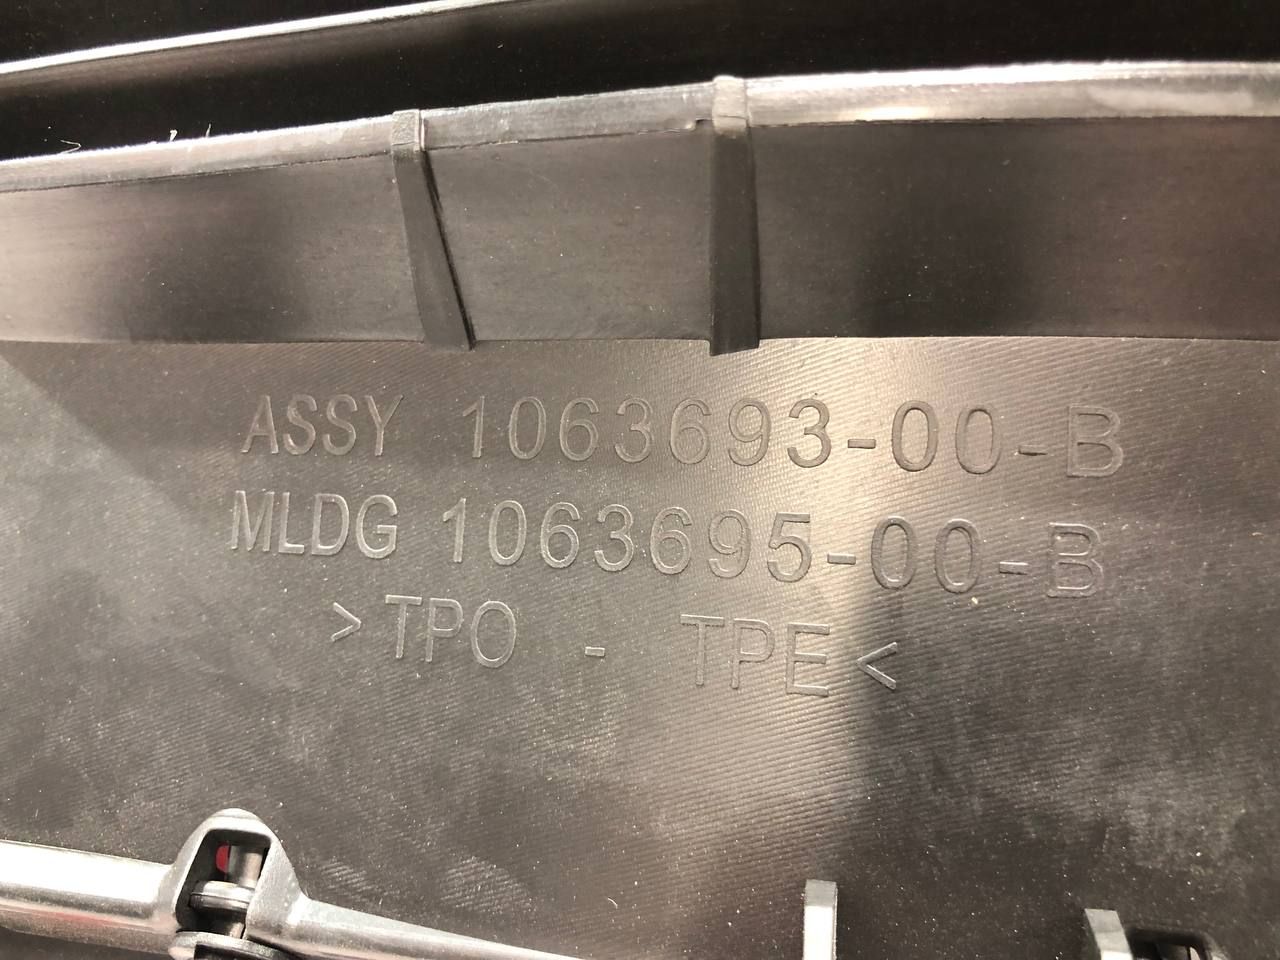 ASSY 1063693-00-B
MLDG 1063695-00-B
>TPO - TPE<